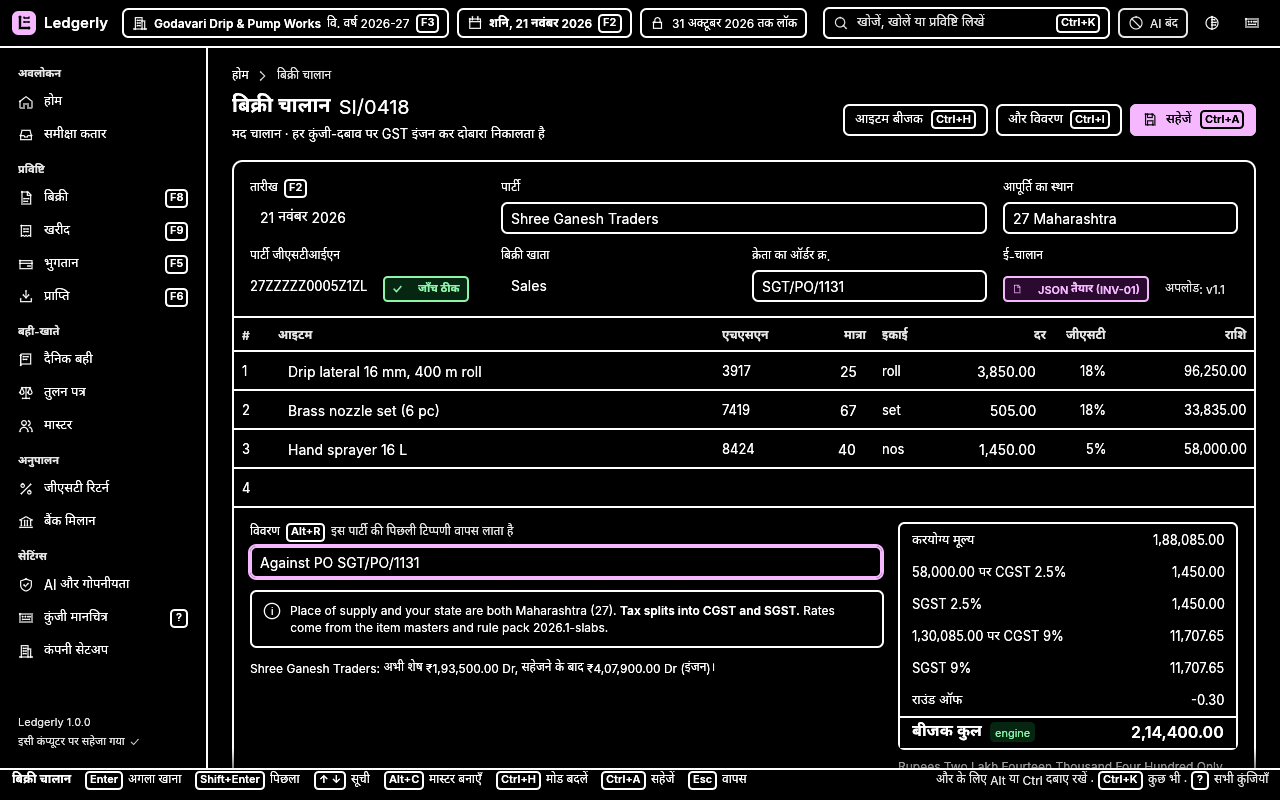 Ledgerly
Godavari Drip & Pump Works वि. वर्ष 2026-27 F3
शनि, 21 नवंबर 2026 F2
31 अक्टूबर 2026 तक लॉक
खोजें, खोलें या प्रविष्टि लिखें Ctrl+K
AI बंद
अवलोकन
होम
समीक्षा कतार
प्रविष्टि
बिक्री F8
खरीद F9
भुगतान F5
प्राप्ति F6
बही-खाते
दैनिक बही
तुलन पत्र
मास्टर
अनुपालन
जीएसटी रिटर्न
बैंक मिलान
सेटिंग्स
AI और गोपनीयता
कुंजी मानचित्र ?
कंपनी सेटअप
Ledgerly 1.0.0
इसी कंप्यूटर पर सहेजा गया
होम > बिक्री चालान
बिक्री चालान SI/0418
मद चालान · हर कुंजी-दबाव पर GST इंजन कर दोबारा निकालता है
आइटम बीजक Ctrl+H
और विवरण Ctrl+I
सहेजें Ctrl+A
तारीख F2 पार्टी आपूर्ति का स्थान
21 नवंबर 2026 Shree Ganesh Traders 27 Maharashtra
पार्टी जीएसटीआईएन बिक्री खाता क्रेता का ऑर्डर क्र. ई-चालान
27ZZZZZ0005Z1ZL जाँच ठीक Sales SGT/PO/1131 JSON तैयार (INV-01) अपलोड: v1.1
# आइटम एचएसएन मात्रा इकाई दर जीएसटी राशि
1 Drip lateral 16 mm, 400 m roll 3917 25 roll 3,850.00 18% 96,250.00
2 Brass nozzle set (6 pc) 7419 67 set 505.00 18% 33,835.00
3 Hand sprayer 16 L 8424 40 nos 1,450.00 5% 58,000.00
4
विवरण Alt+R इस पार्टी की पिछली टिप्पणी वापस लाता है
Against PO SGT/PO/1131
Place of supply and your state are both Maharashtra (27). Tax splits into CGST and SGST. Rates
come from the item masters and rule pack 2026.1-slabs.
Shree Ganesh Traders: अभी शेष ₹1,93,500.00 Dr, सहेजने के बाद ₹4,07,900.00 Dr (इंजन)।
करयोग्य मूल्य 1,88,085.00
58,000.00 पर CGST 2.5% 1,450.00
SGST 2.5% 1,450.00
1,30,085.00 पर CGST 9% 11,707.65
SGST 9% 11,707.65
राउंड ऑफ -0.30
बीजक कुल engine 2,14,400.00
Rupees Two Lakh Fourteen Thousand Four Hundred Only
बिक्री चालान Enter अगला खाना Shift+Enter पिछला ↑ ↓ सूची Alt+C मास्टर बनाएँ Ctrl+H मोड बदलें Ctrl+A सहेजें Esc वापस और के लिए Alt या Ctrl दबाए रखें · Ctrl+K कुछ भी · ? सभी कुंजियाँ